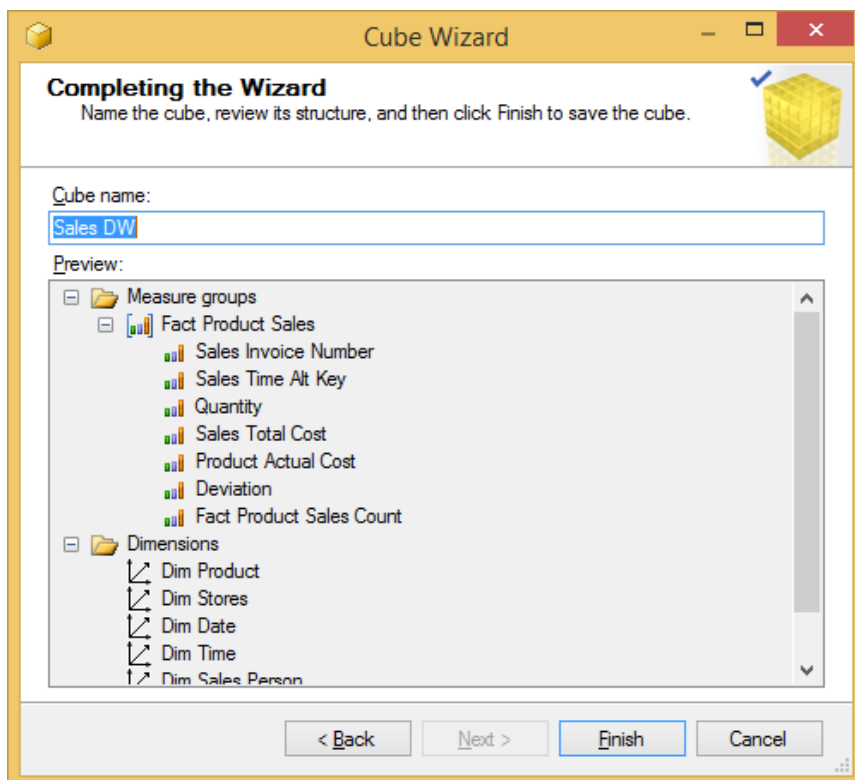 Cube Wizard
Completing the Wizard
Name the cube, review its structure, and then click Finish to save the cube.
Cube name:
Sales DW
Preview:
Measure groups
Fact Product Sales
Sales Invoice Number
Sales Time Alt Key
Quantity
Sales Total Cost
Product Actual Cost
Deviation
Fact Product Sales Count
Dimensions
Dim Product
Dim Stores
Dim Date
Dim Time
Dim Sales Person
< Back Next > Finish Cancel